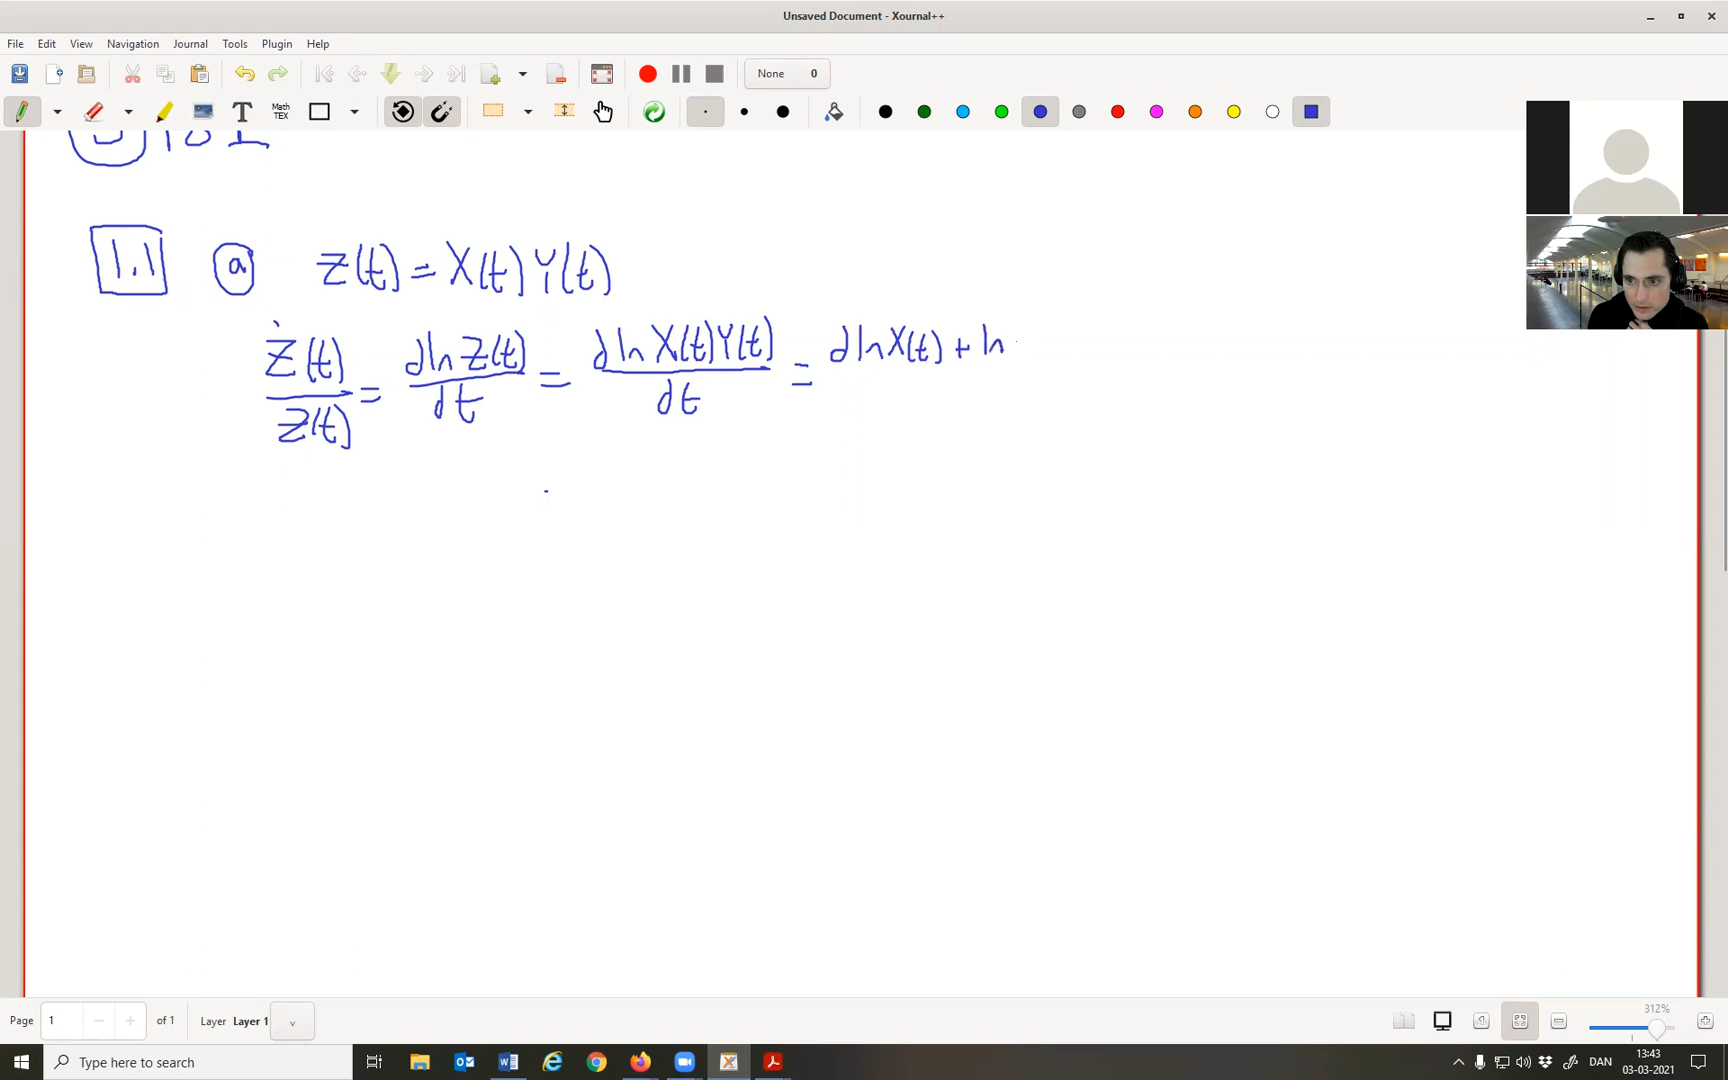 Unsaved Document - Xournal++
File Edit View Navigation Journal Tools Plugin Help
None 0
T Math TEX
1.1 a Z(t) = X(t) Y(t)
Ż(t)/Z(t) = d ln Z(t)/dt = d ln X(t)Y(t)/dt = d ln X(t) + ln
Page 1 of 1 Layer Layer 1 312%
Type here to search DAN 13:43
03-03-2021